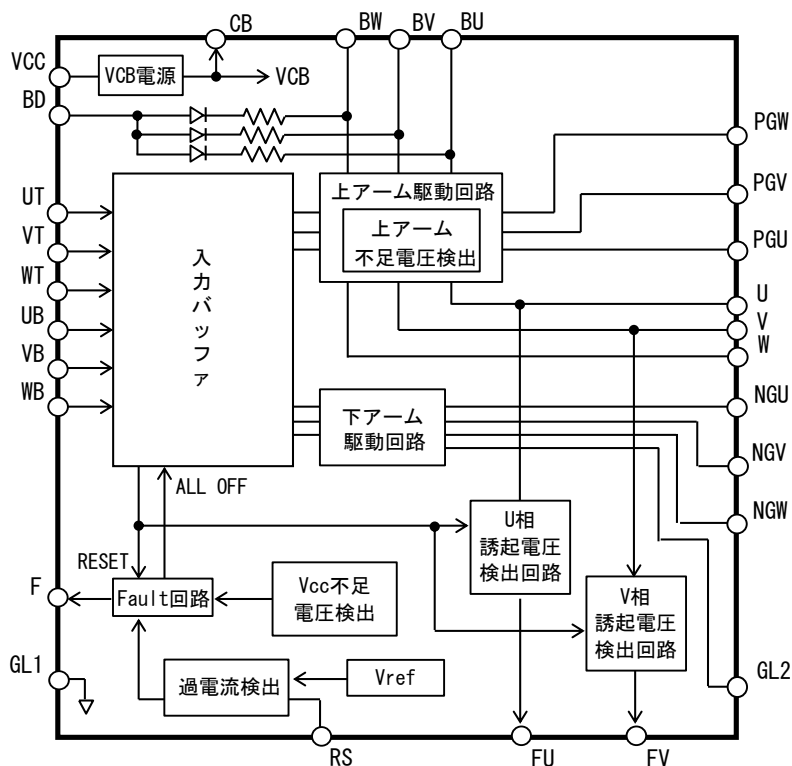 CB
BW
BV
BU
VCC
VCB電源
VCB
BD
PGW
UT
上アーム駆動回路
PGV
VT
上アーム
不足電圧検出
PGU
WT
入力バッファ
U
UB
V
VB
W
WB
下アーム
駆動回路
NGU
NGV
ALL OFF
U相
誘起電圧
検出回路
NGW
RESET
F
Fault回路
Vcc不足
電圧検出
V相
誘起電圧
検出回路
GL1
過電流検出
Vref
GL2
RS
FU
FV